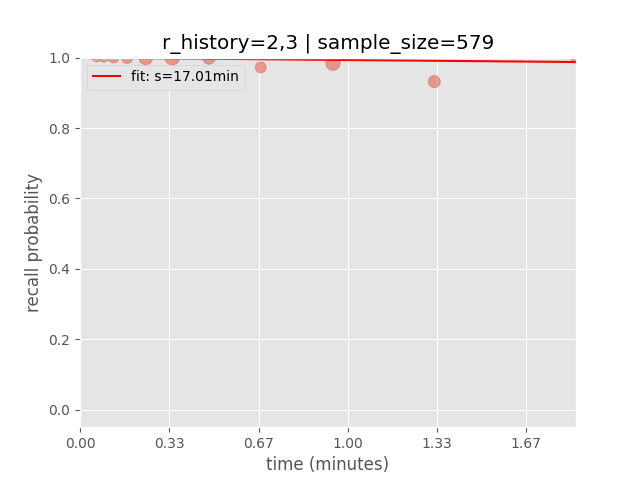 r_history=2,3 | sample_size=579
1.0
fit: s=17.01min
0.8
0.6
0.4
0.2
0.0
recall probability
0.00 0.33 0.67 1.00 1.33 1.67
time (minutes)